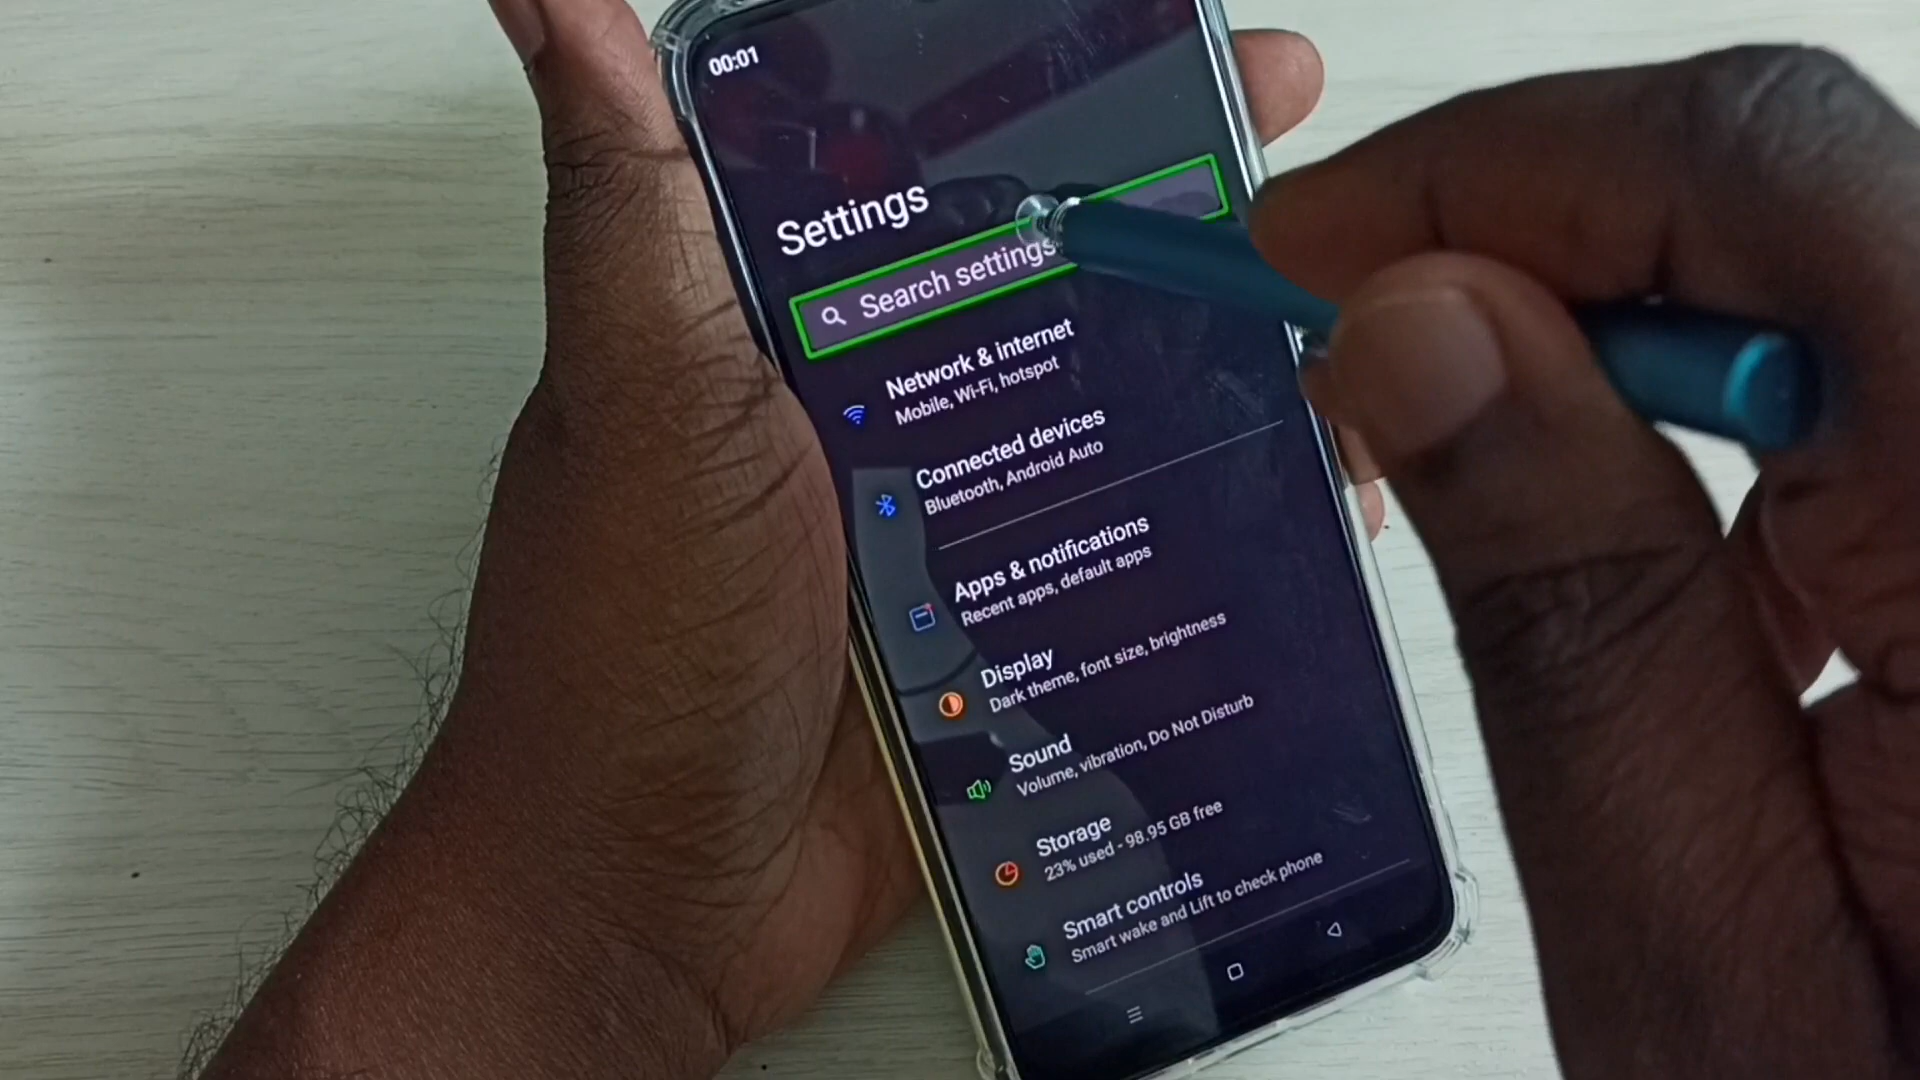 00:01
Settings
Search settings
Network & internet
Mobile, Wi-Fi, hotspot
Connected devices
Bluetooth, Android Auto
Apps & notifications
Recent apps, default apps
Display
Dark theme, font size, brightness
Sound
Volume, vibration, Do Not Disturb
Storage
23% used - 98.95 GB free
Smart controls
Smart wake and Lift to check phone